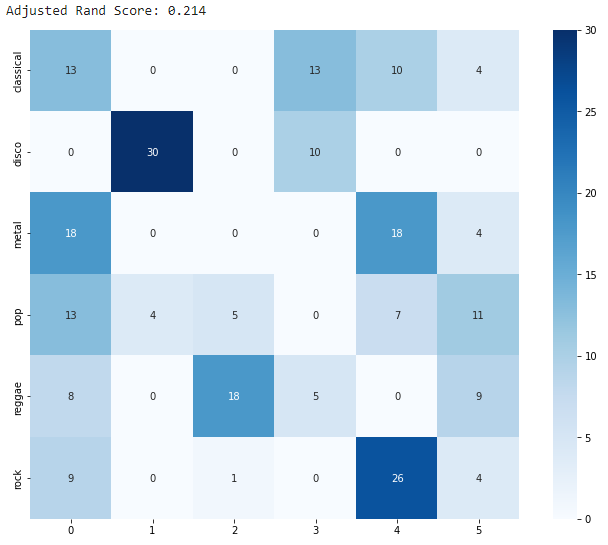 Adjusted Rand Score: 0.214
classical 13 0 0 13 10 4
disco 0 30 0 10 0 0
metal 18 0 0 0 18 4
pop 13 4 5 0 7 11
reggae 8 0 18 5 0 9
rock 9 0 1 0 26 4
0 1 2 3 4 5
30
25
20
15
10
5
0